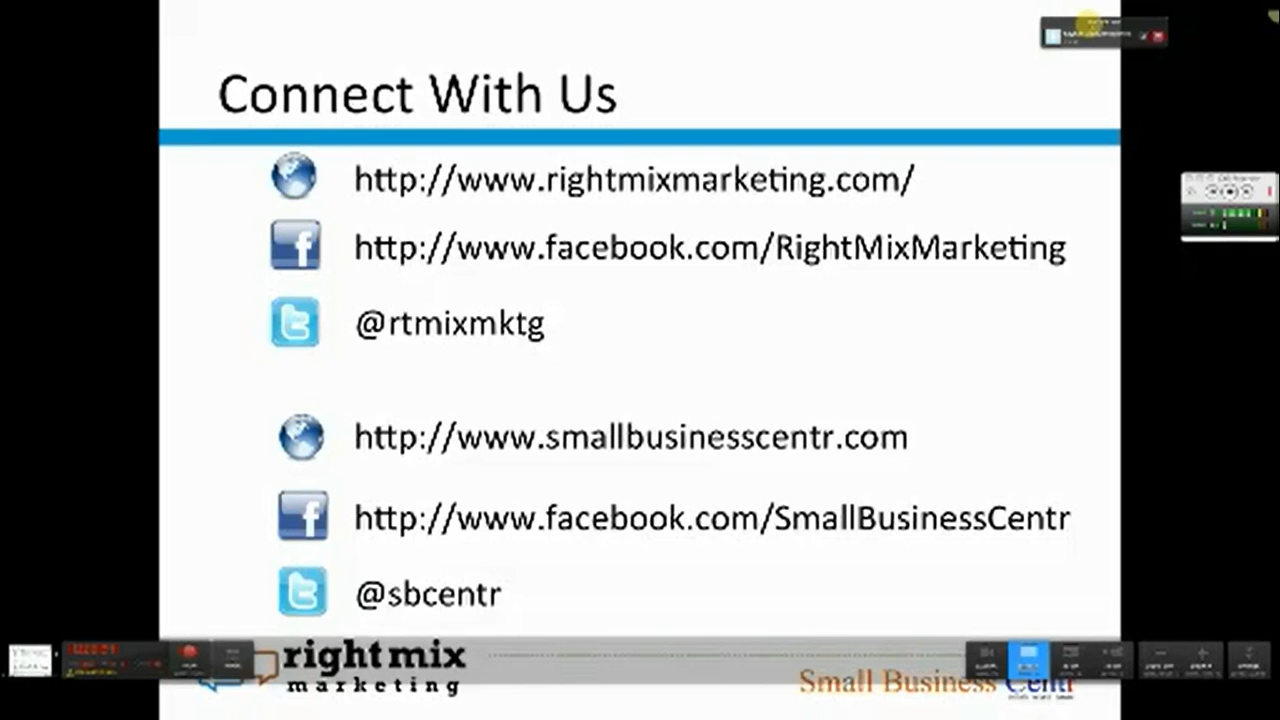 Connect With Us
http://www.rightmixmarketing.com/
http://www.facebook.com/RightMixMarketing
@rtmixmktg
http://www.smallbusinesscentr.com
http://www.facebook.com/SmallBusinessCentr
@sbcentr
right mix
marketing
Small Business Centr